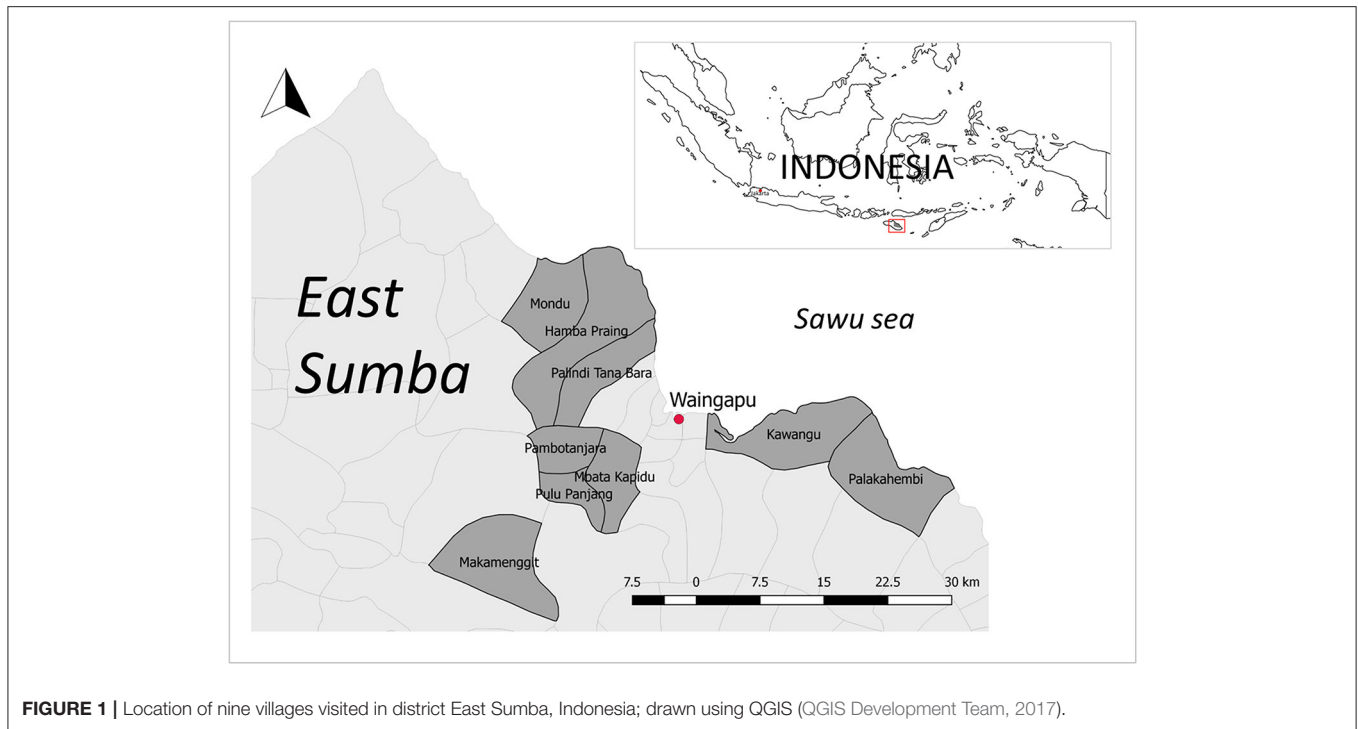 INDONESIA
Jakarta
East
Sumba
Sawu sea
Mondu
Hamba Praing
Palindi Tana Bara
Waingapu
Kawangu
Pambotanjara
Mbata Kapidu
Pulu Panjang
Palakahembi
Makamenggit
7.5 0 7.5 15 22.5 30 km
FIGURE 1 | Location of nine villages visited in district East Sumba, Indonesia; drawn using QGIS (QGIS Development Team, 2017).